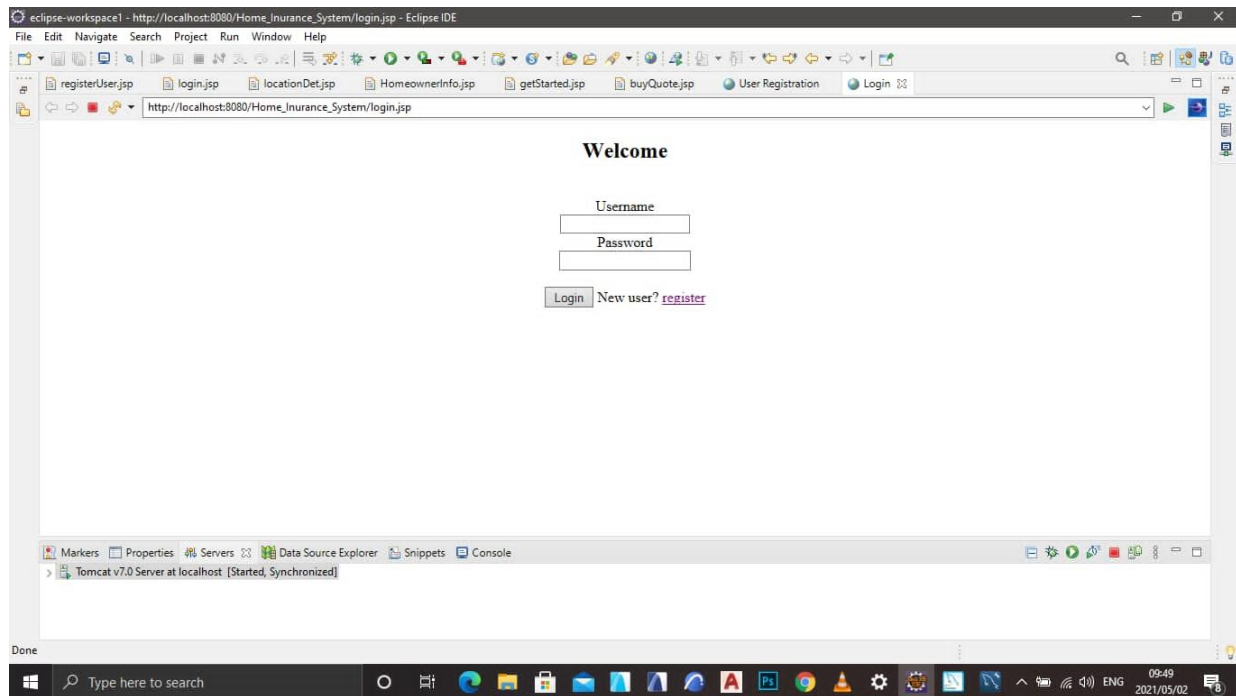 eclipse-workspace1 - http://localhost:8080/Home_Inurance_System/login.jsp - Eclipse IDE
File Edit Navigate Search Project Run Window Help
registerUser.jsp login.jsp locationDet.jsp HomeownerInfo.jsp getStarted.jsp buyQuote.jsp User Registration Login
http://localhost:8080/Home_Inurance_System/login.jsp
Welcome
Username
Password
Login New user? register
Markers Properties Servers Data Source Explorer Snippets Console
Tomcat v7.0 Server at localhost [Started, Synchronized]
Done
Type here to search
A Ps
ENG
09:49
2021/05/02
8